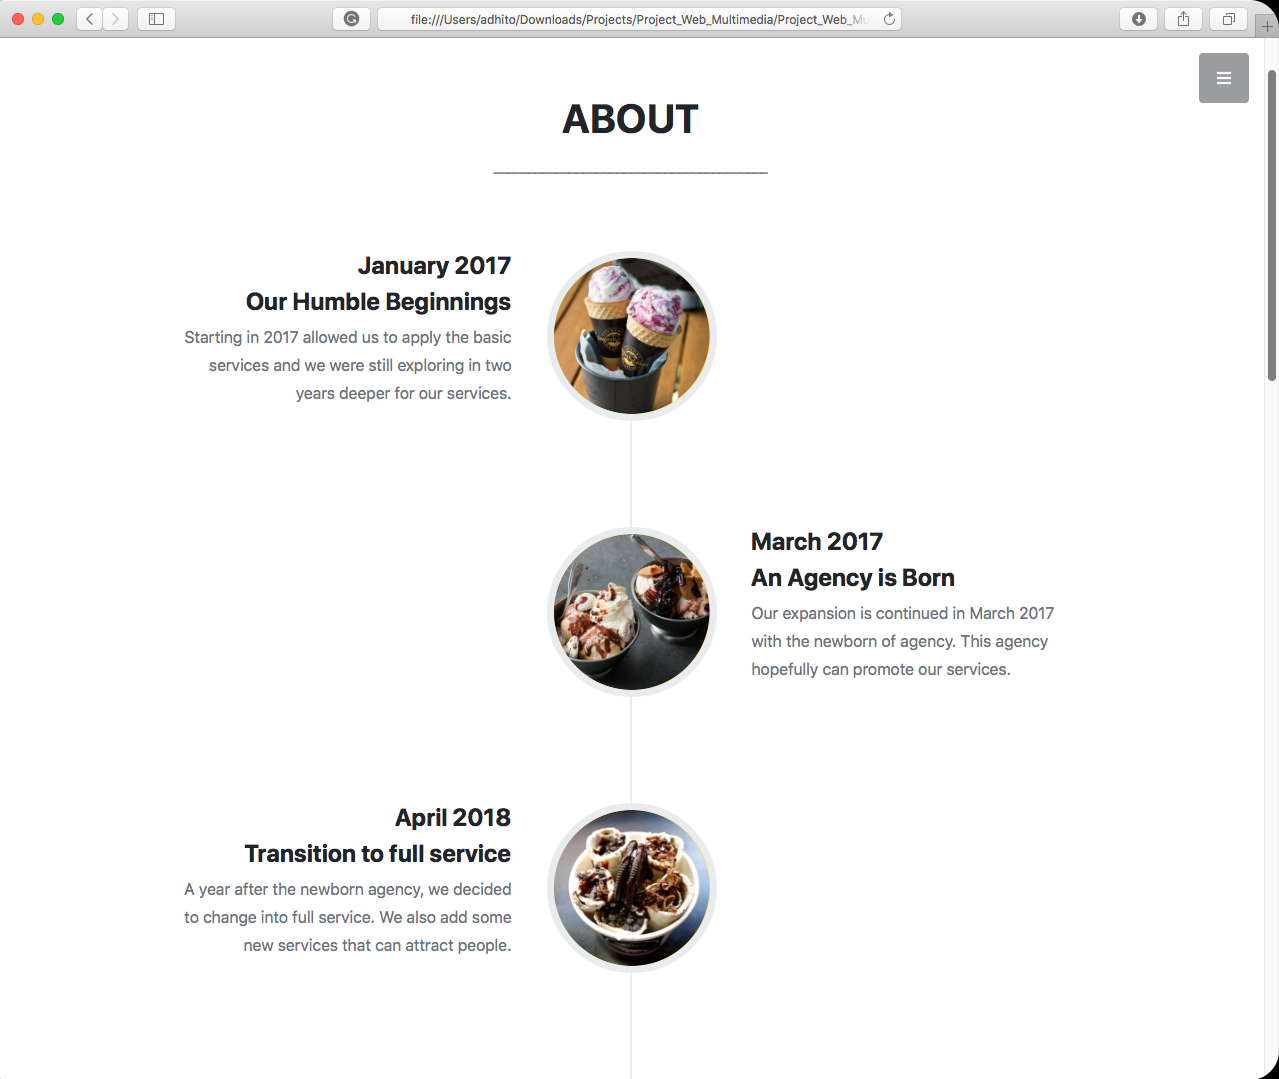 file:///Users/adhito/Downloads/Projects/Project_Web_Multimedia/Project_Web_Mu
ABOUT
January 2017
Our Humble Beginnings
Starting in 2017 allowed us to apply the basic
services and we were still exploring in two
years deeper for our services.
March 2017
An Agency is Born
Our expansion is continued in March 2017
with the newborn of agency. This agency
hopefully can promote our services.
April 2018
Transition to full service
A year after the newborn agency, we decided
to change into full service. We also add some
new services that can attract people.